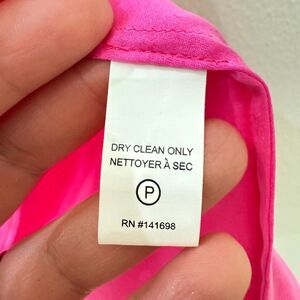 DRY CLEAN ONLY
NETTOYER À SEC
P
RN #141698